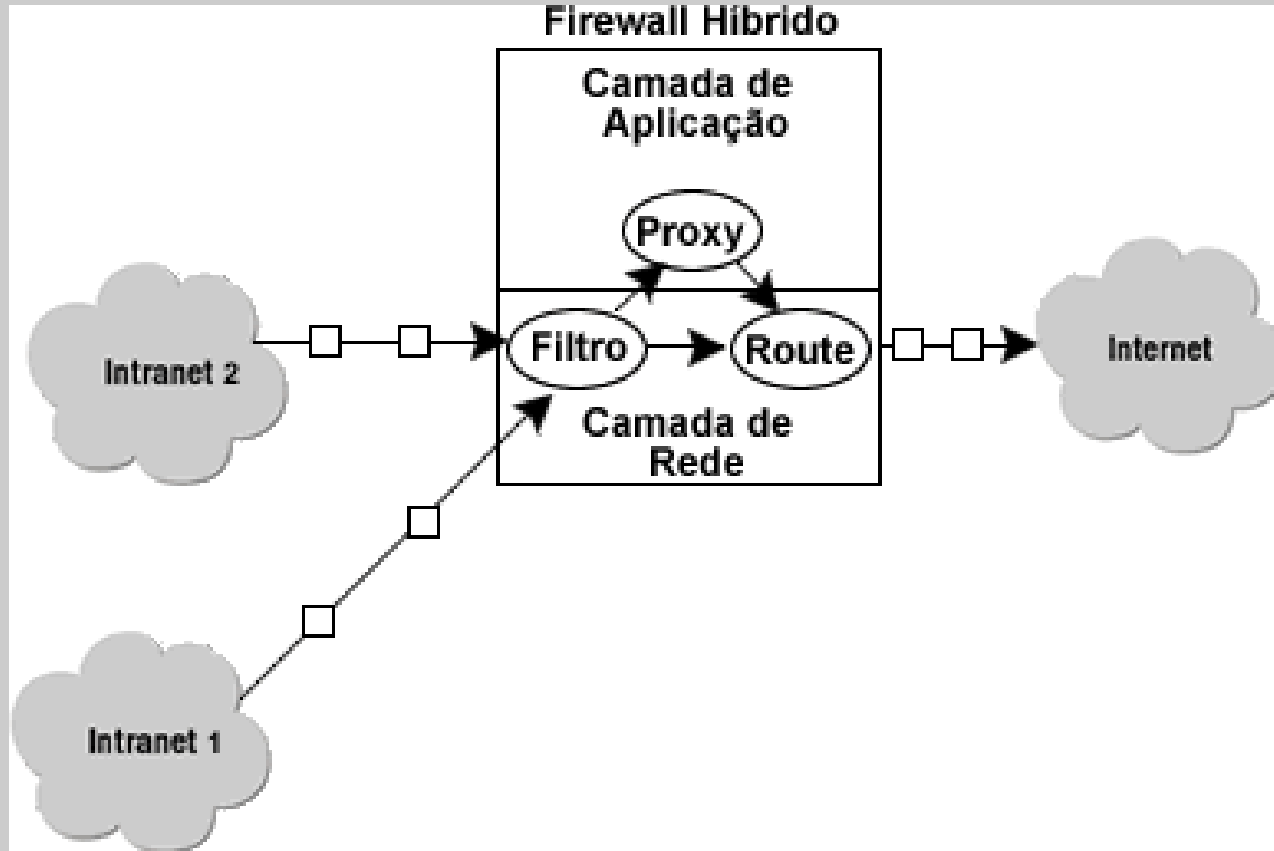 Firewall Híbrido
Camada de
Aplicação
Proxy
Filtro
Route
Camada de
Rede
Intranet 2
Internet
Intranet 1